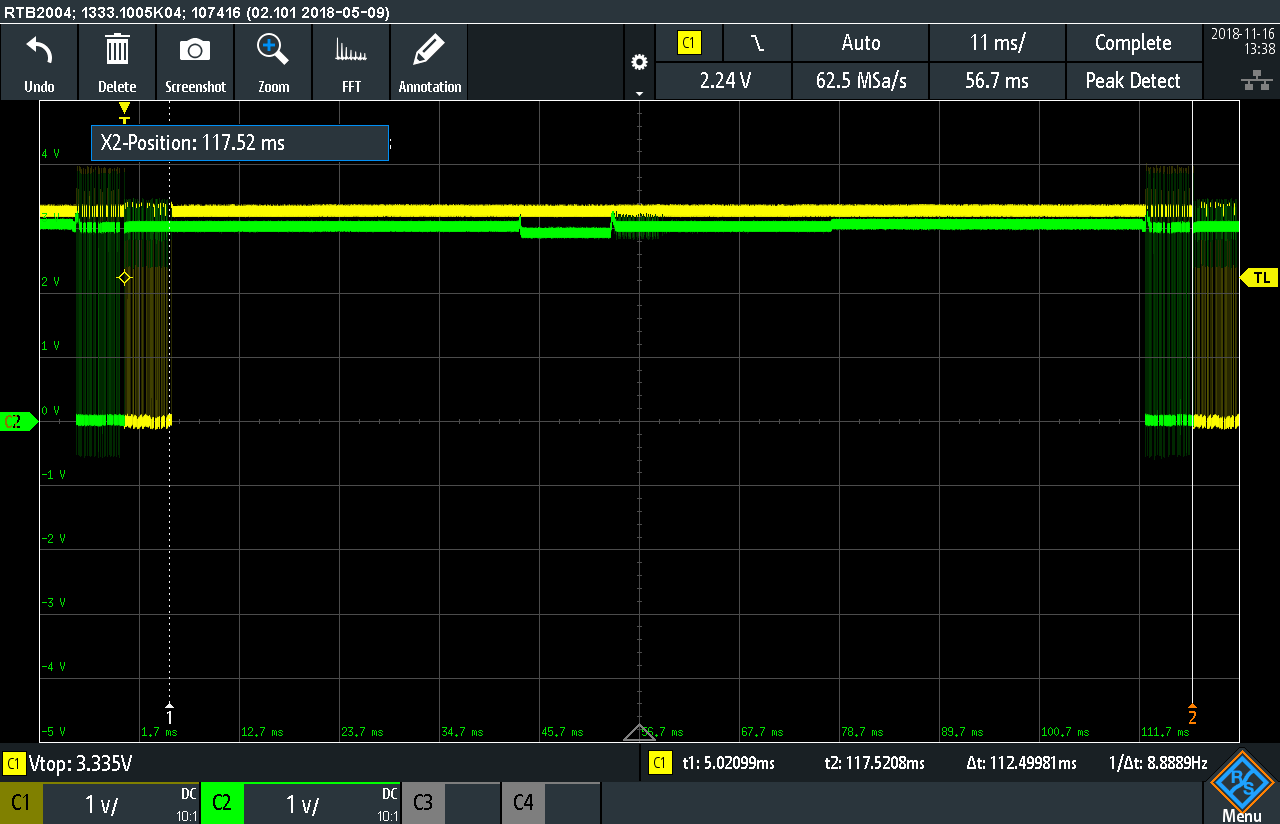 RTB2004; 1333.1005K04; 107416 (02.101 2018-05-09)
Undo
Delete
Screenshot
Zoom
FFT
Annotation
C1
Auto
11 ms/
Complete
2018-11-16
13:38
2.24 V
62.5 MSa/s
56.7 ms
Peak Detect
T
X2-Position: 117.52 ms
4 V
3 V
2 V
TL
1 V
0 V
C2
-1 V
-2 V
-3 V
-4 V
1
2
-5 V
1.7 ms
12.7 ms
23.7 ms
34.7 ms
45.7 ms
56.7 ms
67.7 ms
78.7 ms
89.7 ms
100.7 ms
111.7 ms
C1 Vtop: 3.335V
C1 t1: 5.02099ms t2: 117.5208ms Δt: 112.49981ms 1/Δt: 8.8889Hz
C1 1 V/ DC 10:1
C2 1 V/ DC 10:1
C3
C4
R&S
Menu